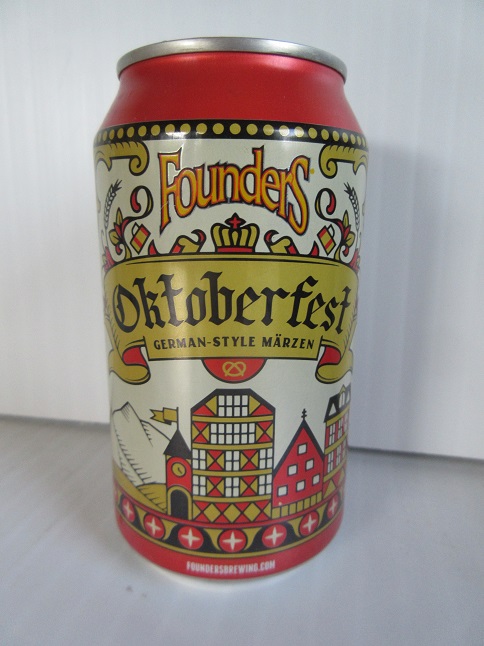 Founders
Oktoberfest
GERMAN-STYLE MÄRZEN
FOUNDERSBREWING.COM